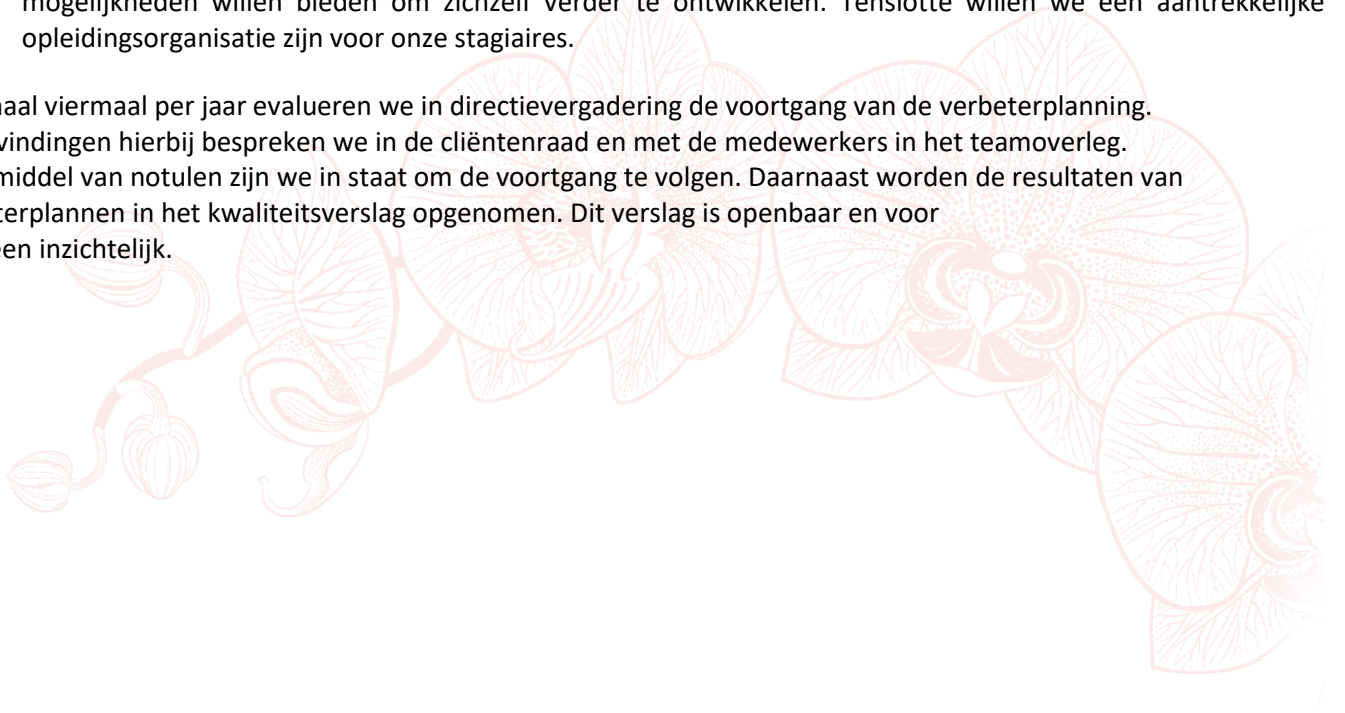 mogelijkheden willen bieden om zichzelf verder te ontwikkelen. Tenslotte willen we een aantrekkelijke
opleidingsorganisatie zijn voor onze stagiaires.
aal viermaal per jaar evalueren we in directievergadering de voortgang van de verbeterplanning.
vindingen hierbij bespreken we in de cliëntenraad en met de medewerkers in het teamoverleg.
middel van notulen zijn we in staat om de voortgang te volgen. Daarnaast worden de resultaten van
terplannen in het kwaliteitsverslag opgenomen. Dit verslag is openbaar en voor
een inzichtelijk.